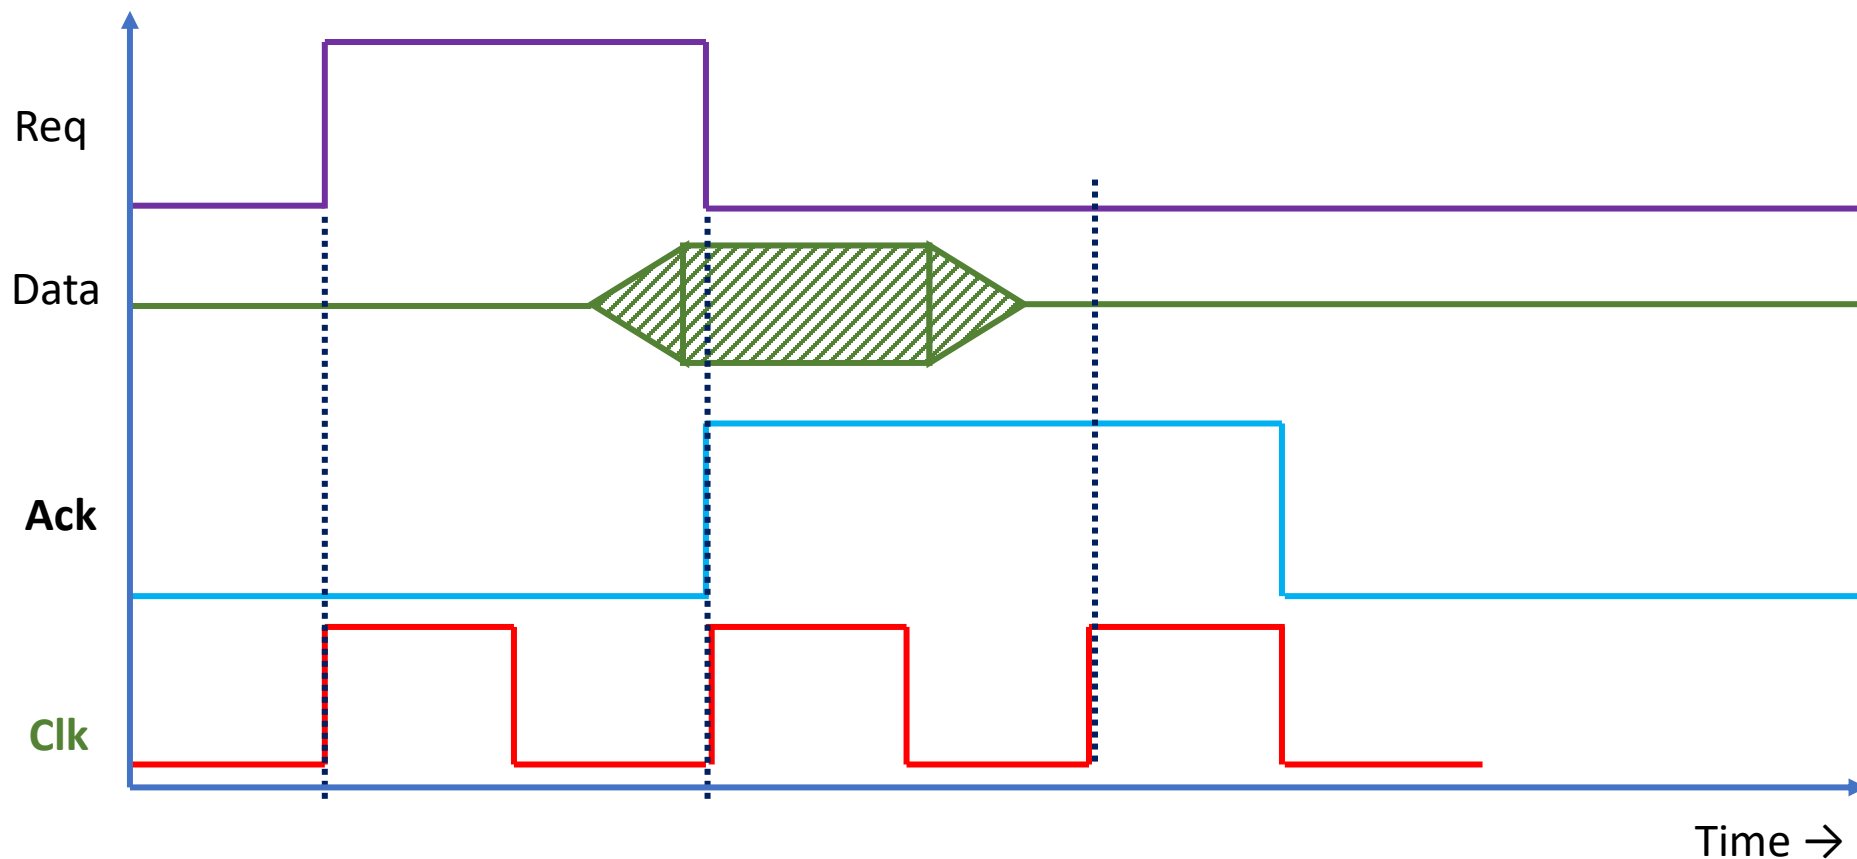 Req
Data
Ack
Clk
Time →